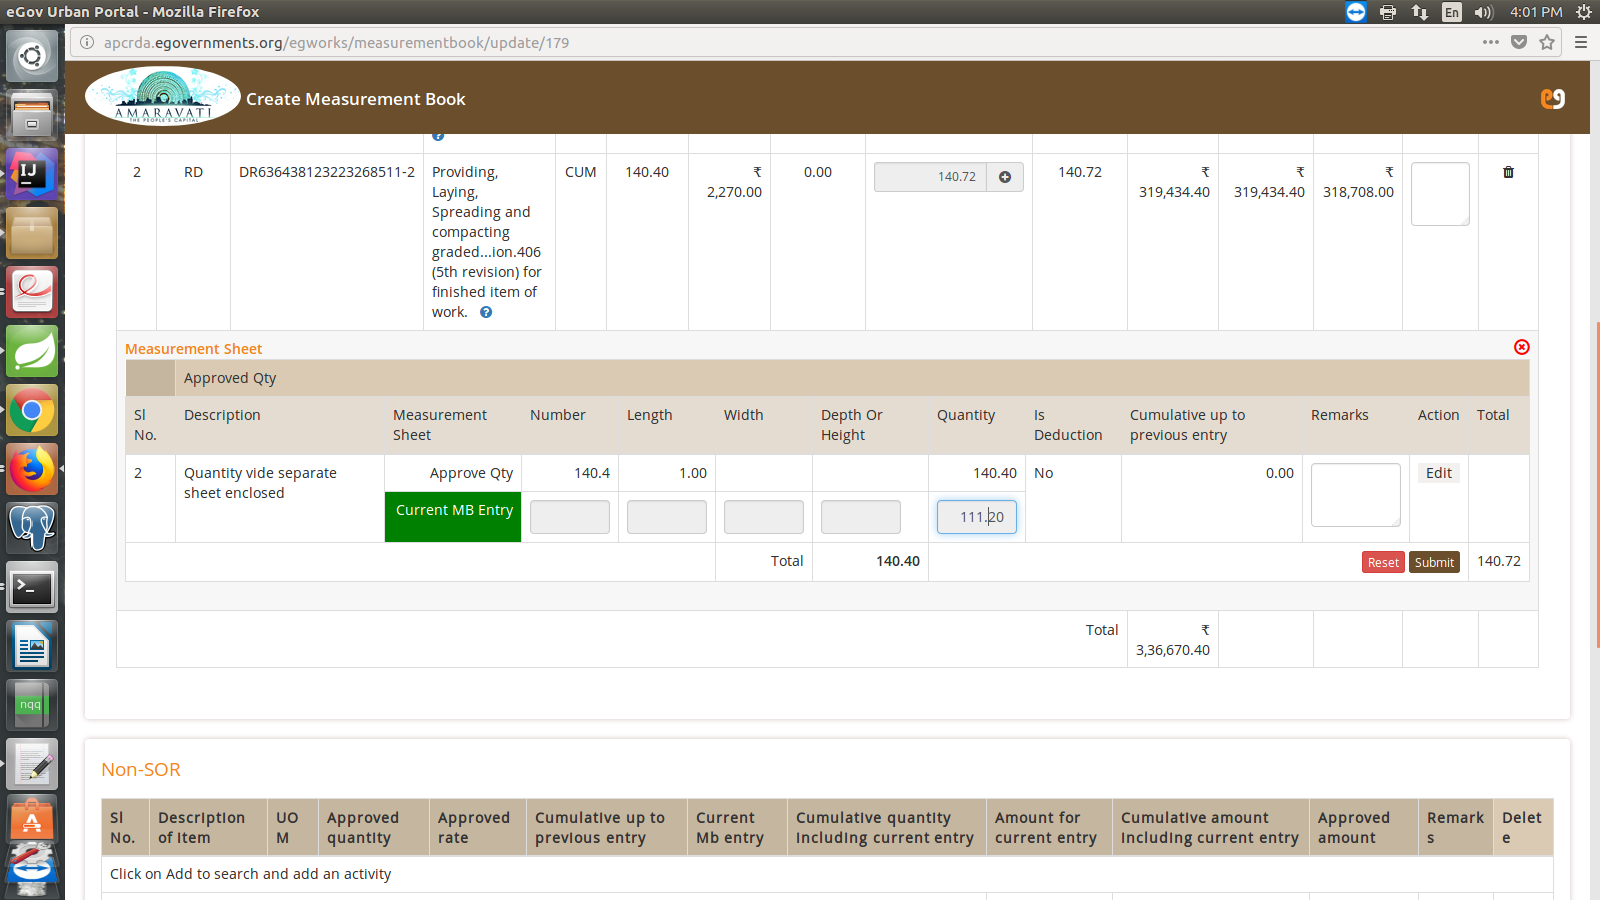 eGov Urban Portal - Mozilla Firefox
En
4:01 PM
apcrda.egovernments.org/egworks/measurementbook/update/179
AMARAVATI
THE PEOPLE'S CAPITAL
Create Measurement Book
2 RD DR636438123223268511-2 Providing, CUM 140.40 ₹ 0.00 140.72 140.72 ₹ ₹ ₹
Laying, 2,270.00 319,434.40 319,434.40 318,708.00
Spreading and
compacting
graded...ion.406
(5th revision) for
finished item of
work.
Measurement Sheet
Approved Qty
Sl Description Measurement Number Length Width Depth Or Quantity Is Cumulative up to Remarks Action Total
No. Sheet Height Deduction previous entry
2 Quantity vide separate Approve Qty 140.4 1.00 140.40 No 0.00 Edit
sheet enclosed
Current MB Entry 111.20
Total 140.40 Reset Submit 140.72
Total ₹
3,36,670.40
Non-SOR
Sl Description UO Approved Approved Cumulative up to Current Cumulative quantity Amount for Cumulative amount Approved Remark Delet
No. of item M quantity rate previous entry Mb entry including current entry current entry including current entry amount s e
Click on Add to search and add an activity
IJ
nqq